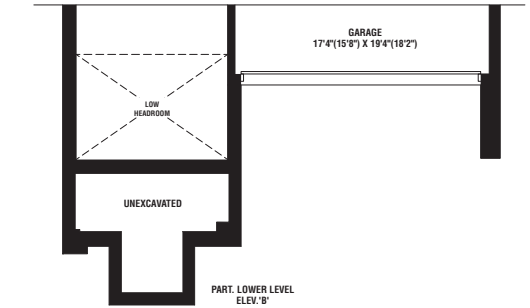 GARAGE
17'4"(15'8") X 19'4"(18'2")
LOW
HEADROOM
UNEXCAVATED
PART. LOWER LEVEL
ELEV.'B'